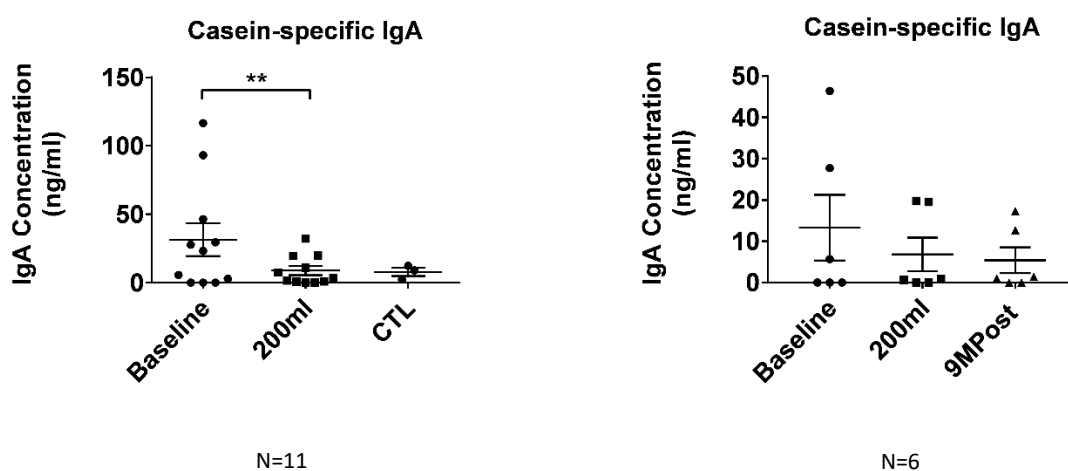 Casein-specific IgA
IgA Concentration
(ng/ml)
150
100
50
0
**
Baseline
200ml
CTL
N=11
Casein-specific IgA
IgA Concentration
(ng/ml)
50
40
30
20
10
0
Baseline
200ml
9MPost
N=6